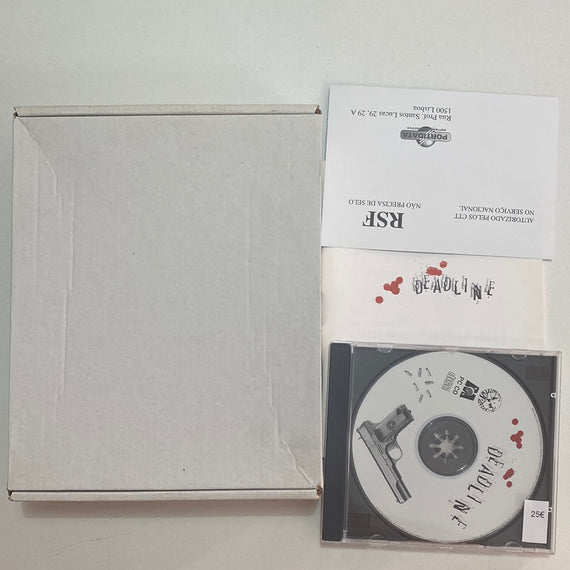 RSF
NÃO PRECISA DE SELO
AUTORIZADO PELOS CTT
NO SERVIÇO NACIONAL
PORTIDATA
Rua Prof. Santos Lucas 29, 29 A
1500 Lisboa
DEADLINE
PC CD
DEADLINE
25€